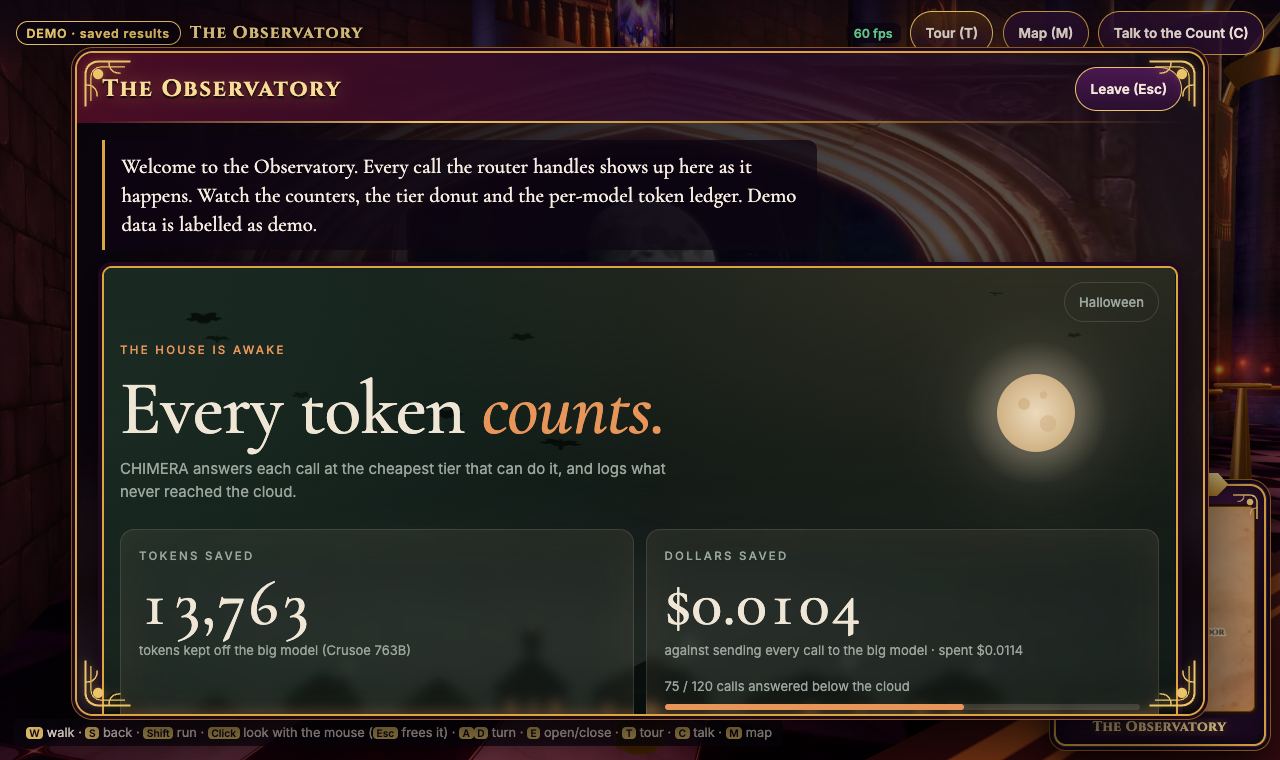 DEMO · saved results
THE OBSERVATORY
60 fps
Tour (T)
Map (M)
Talk to the Count (C)
THE OBSERVATORY
Leave (Esc)
Welcome to the Observatory. Every call the router handles shows up here as it
happens. Watch the counters, the tier donut and the per-model token ledger. Demo
data is labelled as demo.
Halloween
THE HOUSE IS AWAKE
Every token counts.
CHIMERA answers each call at the cheapest tier that can do it, and logs what
never reached the cloud.
TOKENS SAVED
13,763
tokens kept off the big model (Crusoe 763B)
DOLLARS SAVED
$0.0104
against sending every call to the big model · spent $0.0114
75 / 120 calls answered below the cloud
W walk · S back · Shift run · Click look with the mouse (Esc frees it) · A D turn · E open/close · T tour · C talk · M map
THE OBSERVATORY